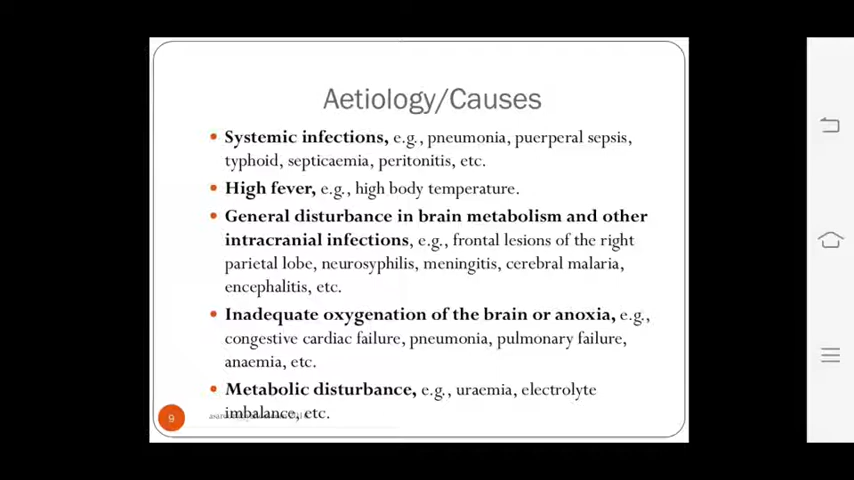 Aetiology/Causes
• Systemic infections, e.g., pneumonia, puerperal sepsis,
typhoid, septicaemia, peritonitis, etc.
• High fever, e.g., high body temperature.
• General disturbance in brain metabolism and other
intracranial infections, e.g., frontal lesions of the right
parietal lobe, neurosyphilis, meningitis, cerebral malaria,
encephalitis, etc.
• Inadequate oxygenation of the brain or anoxia, e.g.,
congestive cardiac failure, pneumonia, pulmonary failure,
anaemia, etc.
• Metabolic disturbance, e.g., uraemia, electrolyte
imbalance, etc.
9